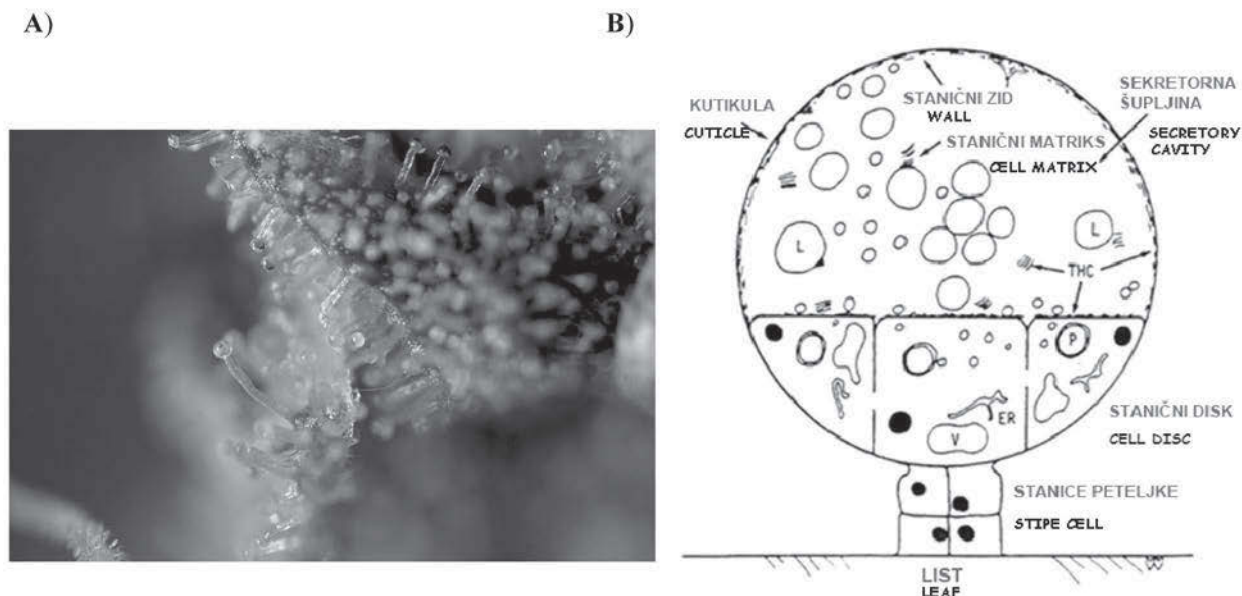 A)
B)
KUTIKULA
CUTICLE
STANIČNI ZID
WALL
SEKRETORNA
ŠUPLJINA
SECRETORY
CAVITY
STANIČNI MATRIKS
CELL MATRIX
L
L
THC
P
ER
V
STANIČNI DISK
CELL DISC
STANICE PETELJKE
STIPE CELL
LIST
LEAF